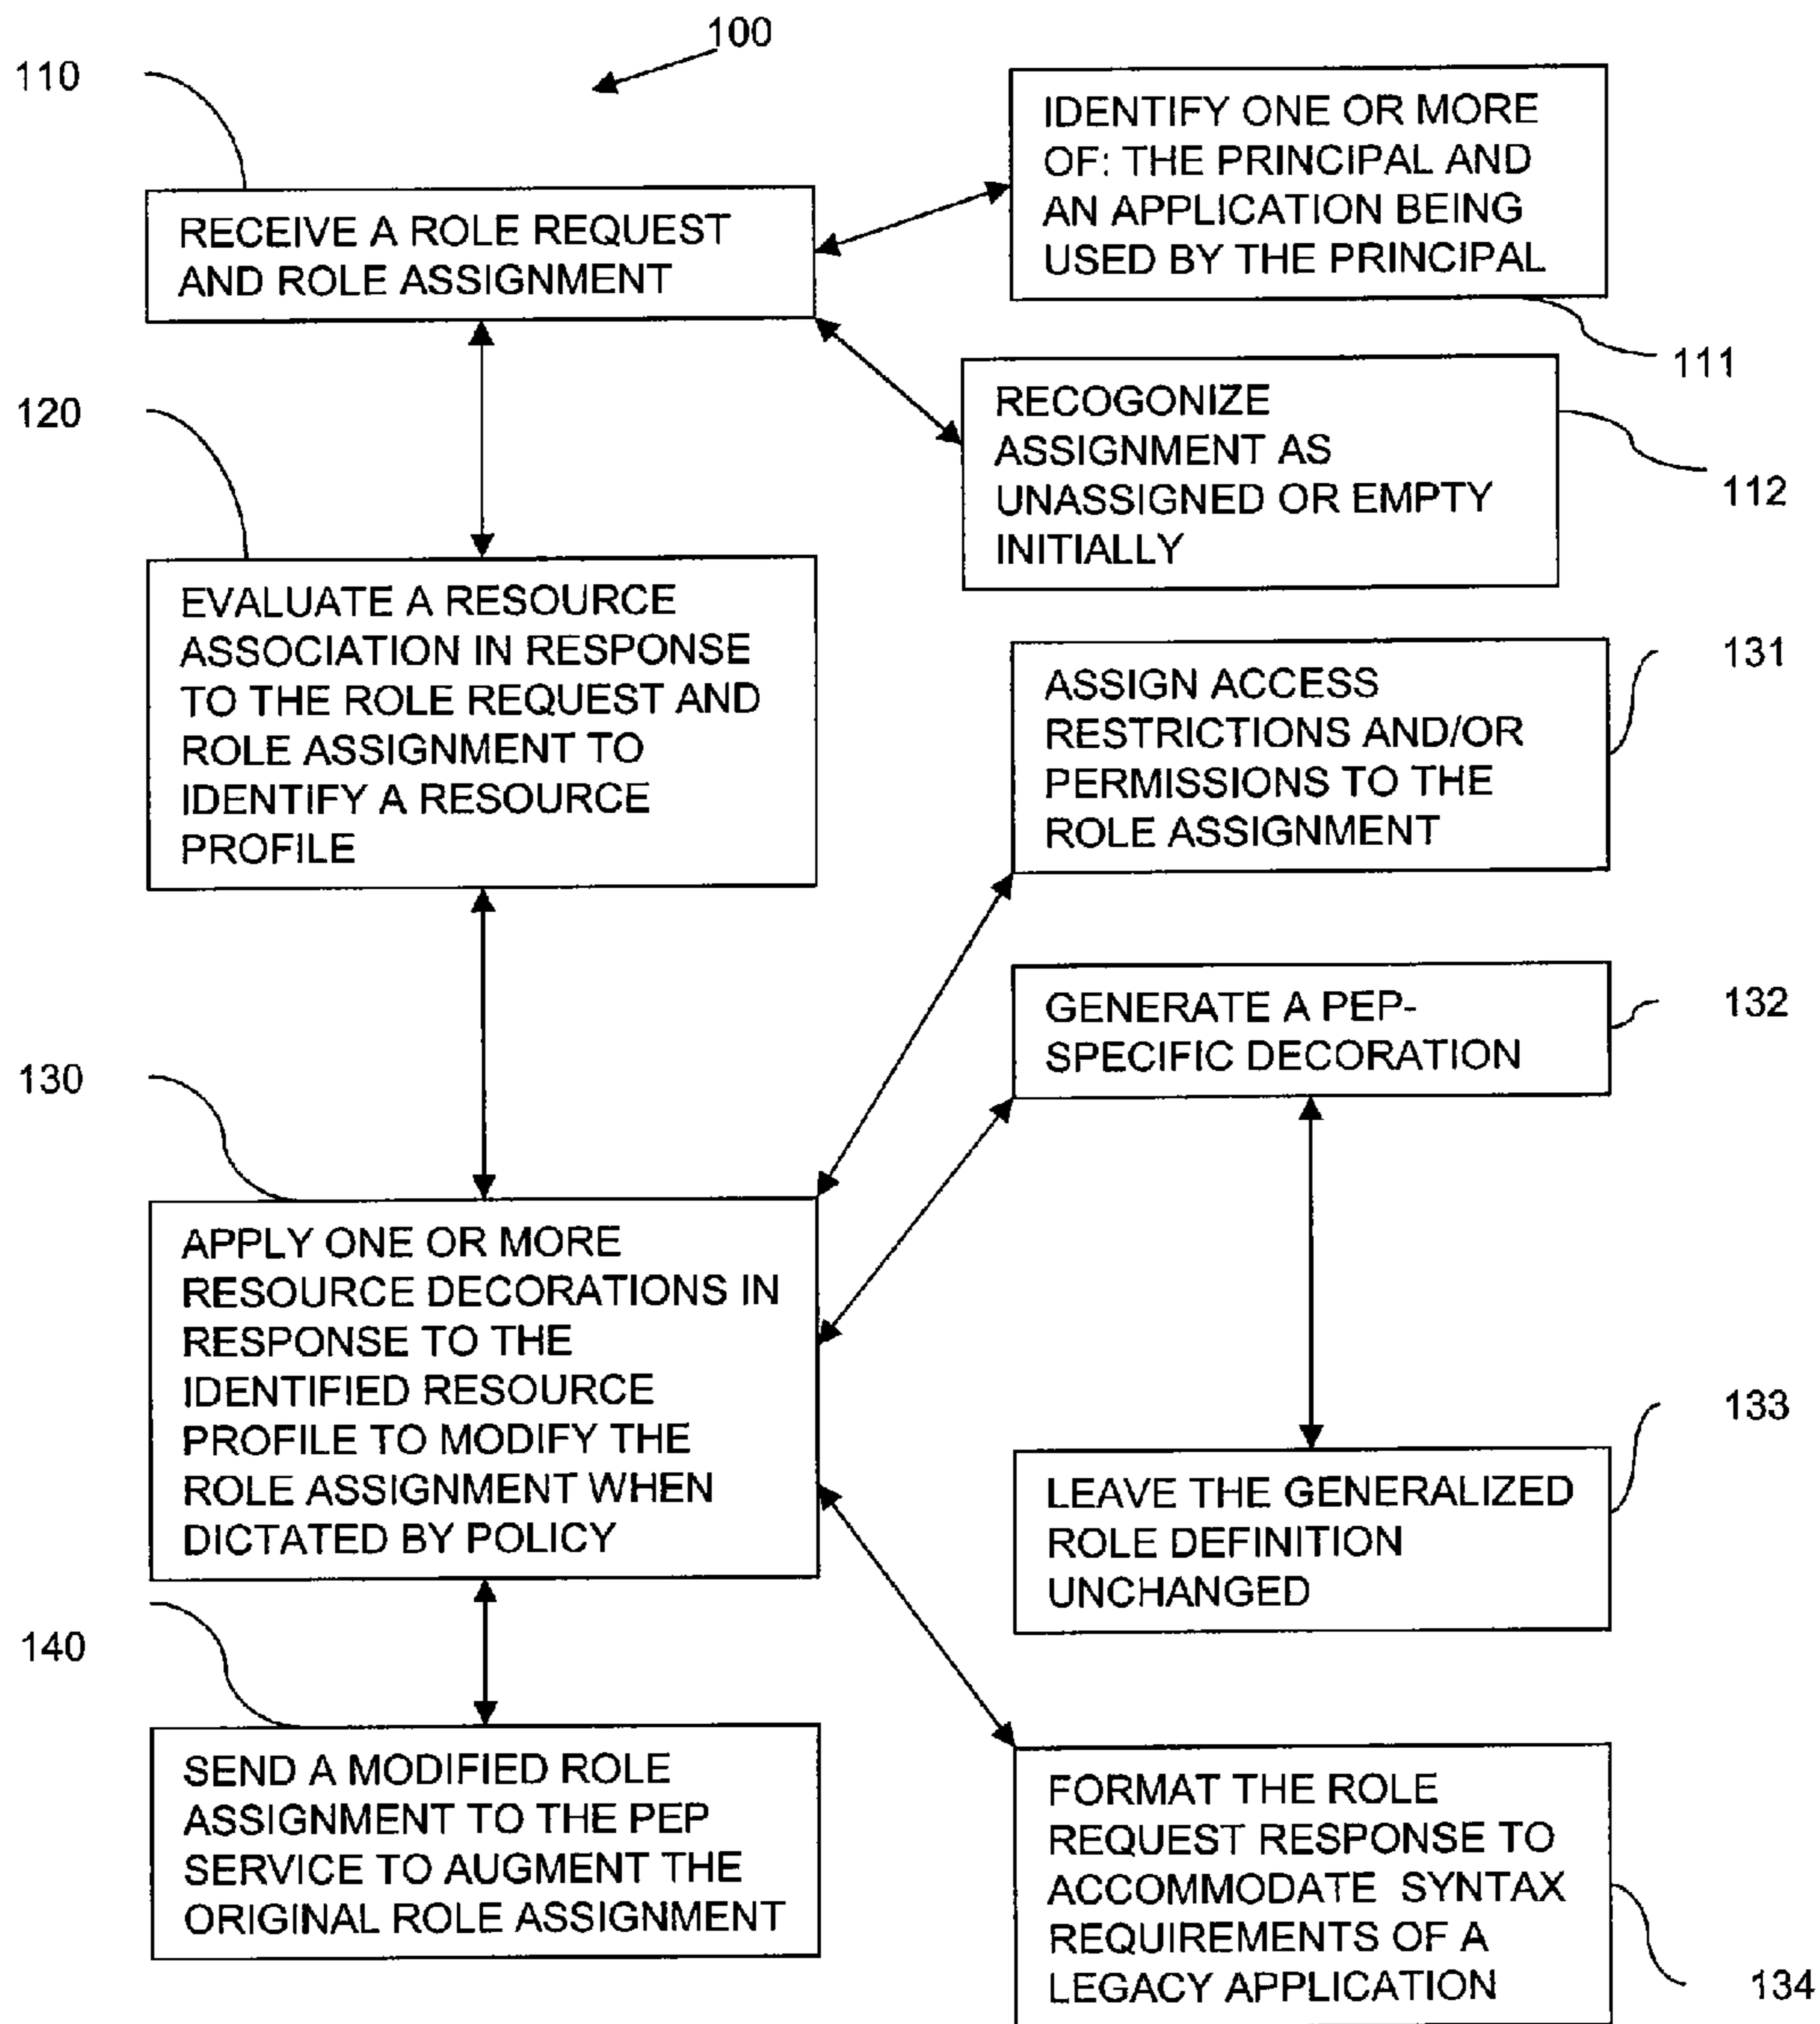 100
110
IDENTIFY ONE OR MORE
OF: THE PRINCIPAL AND
AN APPLICATION BEING
USED BY THE PRINCIPAL
111
RECEIVE A ROLE REQUEST
AND ROLE ASSIGNMENT
RECOGONIZE
ASSIGNMENT AS
UNASSIGNED OR EMPTY
INITIALLY
112
120
EVALUATE A RESOURCE
ASSOCIATION IN RESPONSE
TO THE ROLE REQUEST AND
ROLE ASSIGNMENT TO
IDENTIFY A RESOURCE
PROFILE
131
ASSIGN ACCESS
RESTRICTIONS AND/OR
PERMISSIONS TO THE
ROLE ASSIGNMENT
132
GENERATE A PEP-
SPECIFIC DECORATION
130
APPLY ONE OR MORE
RESOURCE DECORATIONS IN
RESPONSE TO THE
IDENTIFIED RESOURCE
PROFILE TO MODIFY THE
ROLE ASSIGNMENT WHEN
DICTATED BY POLICY
133
LEAVE THE GENERALIZED
ROLE DEFINITION
UNCHANGED
140
SEND A MODIFIED ROLE
ASSIGNMENT TO THE PEP
SERVICE TO AUGMENT THE
ORIGINAL ROLE ASSIGNMENT
FORMAT THE ROLE
REQUEST RESPONSE TO
ACCOMMODATE SYNTAX
REQUIREMENTS OF A
LEGACY APPLICATION
134